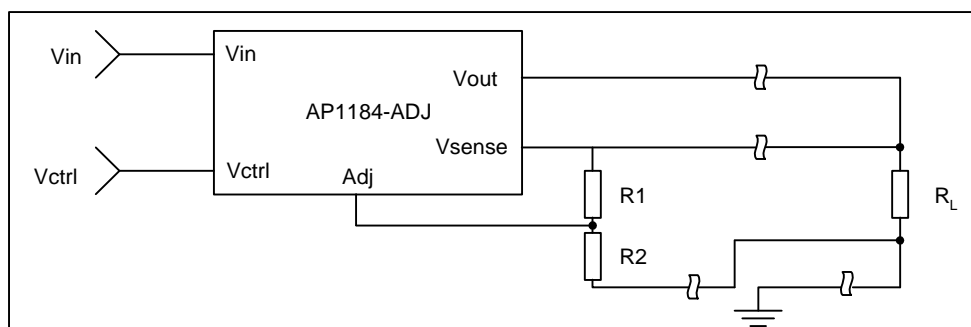 Vin
Vin
Vout
AP1184-ADJ
Vsense
Vctrl
Vctrl
Adj
R1
R2
RL